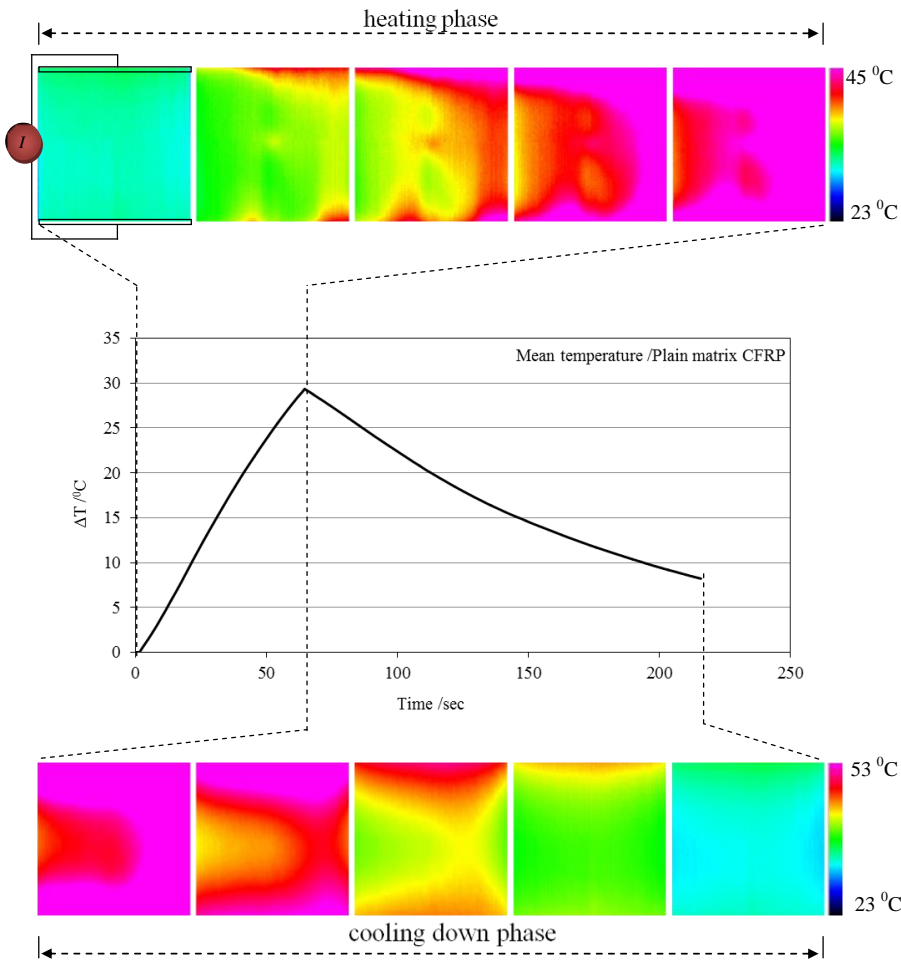 heating phase
I
45 ⁰C
23 ⁰C
35
30
25
20
15
10
5
0
ΔT /⁰C
Mean temperature /Plain matrix CFRP
0 50 100 150 200 250
Time /sec
53 ⁰C
23 ⁰C
cooling down phase